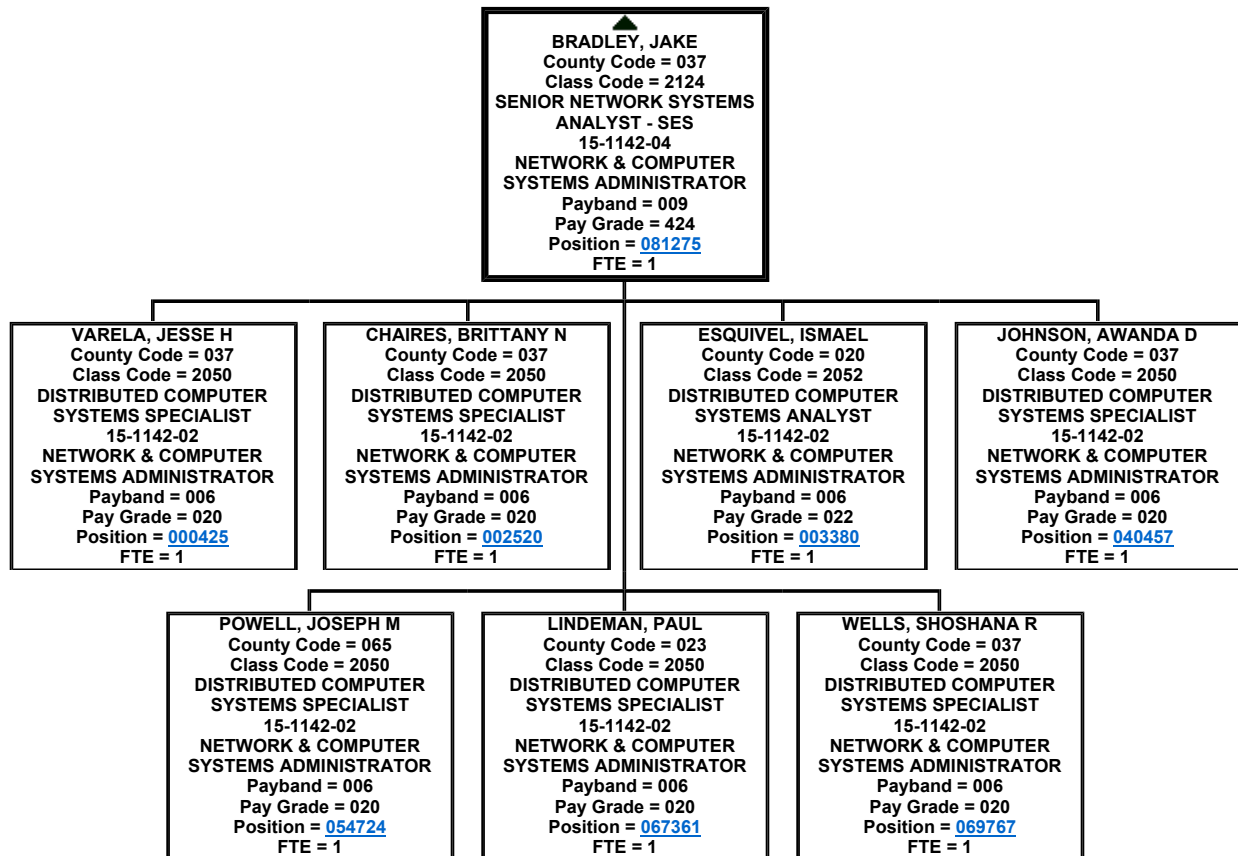 BRADLEY, JAKE
County Code = 037
Class Code = 2124
SENIOR NETWORK SYSTEMS
ANALYST - SES
15-1142-04
NETWORK & COMPUTER
SYSTEMS ADMINISTRATOR
Payband = 009
Pay Grade = 424
Position = 081275
FTE = 1
VARELA, JESSE H
County Code = 037
Class Code = 2050
DISTRIBUTED COMPUTER
SYSTEMS SPECIALIST
15-1142-02
NETWORK & COMPUTER
SYSTEMS ADMINISTRATOR
Payband = 006
Pay Grade = 020
Position = 000425
FTE = 1
CHAIRES, BRITTANY N
County Code = 037
Class Code = 2050
DISTRIBUTED COMPUTER
SYSTEMS SPECIALIST
15-1142-02
NETWORK & COMPUTER
SYSTEMS ADMINISTRATOR
Payband = 006
Pay Grade = 020
Position = 002520
FTE = 1
ESQUIVEL, ISMAEL
County Code = 020
Class Code = 2052
DISTRIBUTED COMPUTER
SYSTEMS ANALYST
15-1142-02
NETWORK & COMPUTER
SYSTEMS ADMINISTRATOR
Payband = 006
Pay Grade = 022
Position = 003380
FTE = 1
JOHNSON, AWANDA D
County Code = 037
Class Code = 2050
DISTRIBUTED COMPUTER
SYSTEMS SPECIALIST
15-1142-02
NETWORK & COMPUTER
SYSTEMS ADMINISTRATOR
Payband = 006
Pay Grade = 020
Position = 040457
FTE = 1
POWELL, JOSEPH M
County Code = 065
Class Code = 2050
DISTRIBUTED COMPUTER
SYSTEMS SPECIALIST
15-1142-02
NETWORK & COMPUTER
SYSTEMS ADMINISTRATOR
Payband = 006
Pay Grade = 020
Position = 054724
FTE = 1
LINDEMAN, PAUL
County Code = 023
Class Code = 2050
DISTRIBUTED COMPUTER
SYSTEMS SPECIALIST
15-1142-02
NETWORK & COMPUTER
SYSTEMS ADMINISTRATOR
Payband = 006
Pay Grade = 020
Position = 067361
FTE = 1
WELLS, SHOSHANA R
County Code = 037
Class Code = 2050
DISTRIBUTED COMPUTER
SYSTEMS SPECIALIST
15-1142-02
NETWORK & COMPUTER
SYSTEMS ADMINISTRATOR
Payband = 006
Pay Grade = 020
Position = 069767
FTE = 1